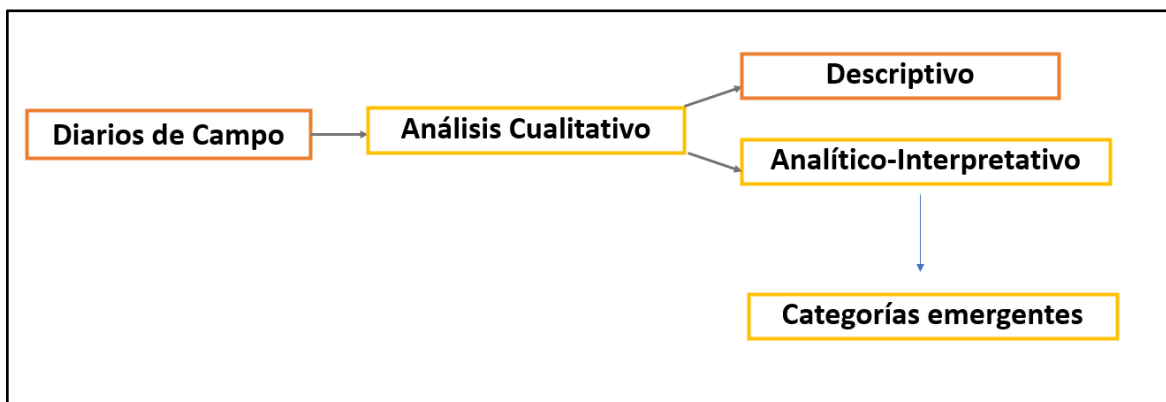 Descriptivo
Diarios de Campo
Análisis Cualitativo
Analítico-Interpretativo
Categorías emergentes